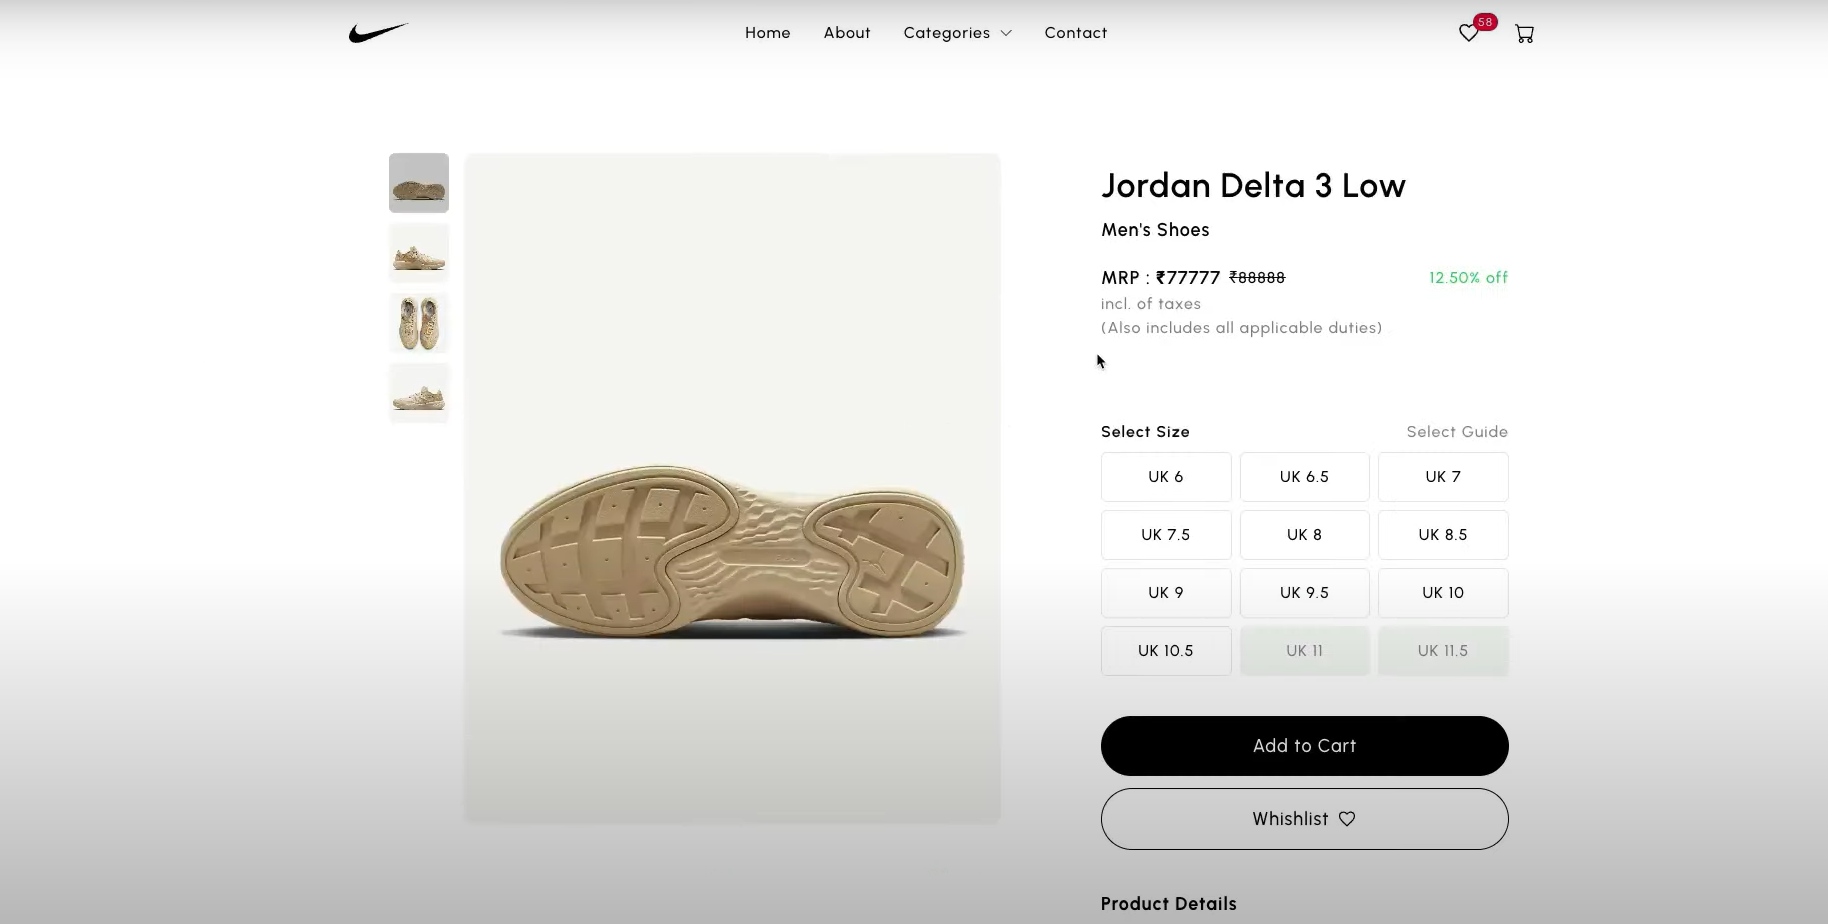 Home About Categories Contact
58
Jordan Delta 3 Low
Men's Shoes
MRP : ₹77777 ₹88888 12.50% off
incl. of taxes
(Also includes all applicable duties)
Select Size Select Guide
UK 6 UK 6.5 UK 7
UK 7.5 UK 8 UK 8.5
UK 9 UK 9.5 UK 10
UK 10.5 UK 11 UK 11.5
Add to Cart
Whishlist
Product Details